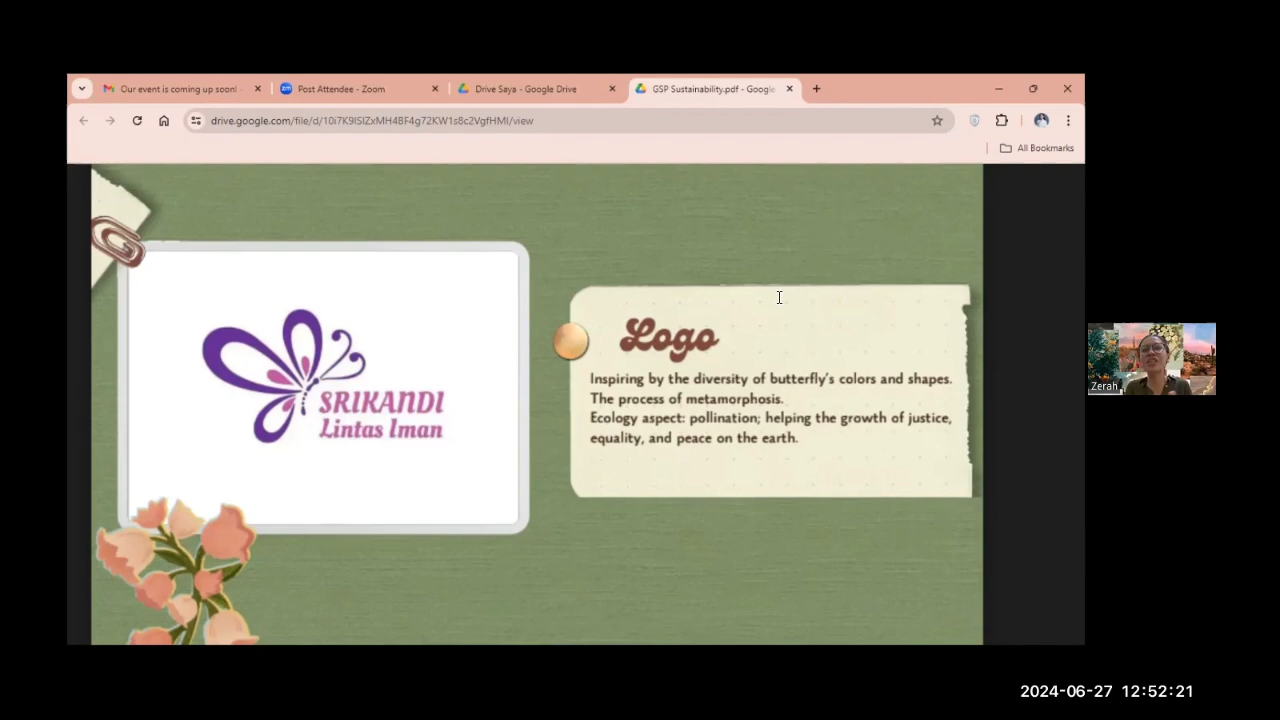 Our event is coming up soon! -
Post Attendee - Zoom
Drive Saya - Google Drive
GSP Sustainability.pdf - Google
drive.google.com/file/d/10i7K9ISlZxMH4BF4g72KW1s8c2VgfHMI/view
All Bookmarks
SRIKANDI
Lintas Iman
Logo
Inspiring by the diversity of butterfly's colors and shapes.
The process of metamorphosis.
Ecology aspect: pollination; helping the growth of justice,
equality, and peace on the earth.
Zerah
2024-06-27 12:52:21